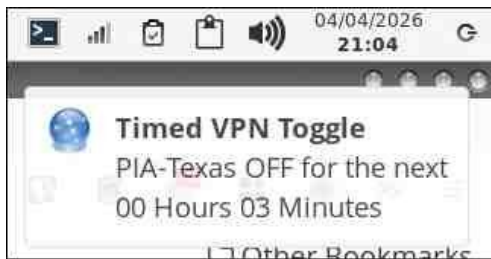 04/04/2026
21:04
Timed VPN Toggle
PIA-Texas OFF for the next
00 Hours 03 Minutes
Other Bookmarks